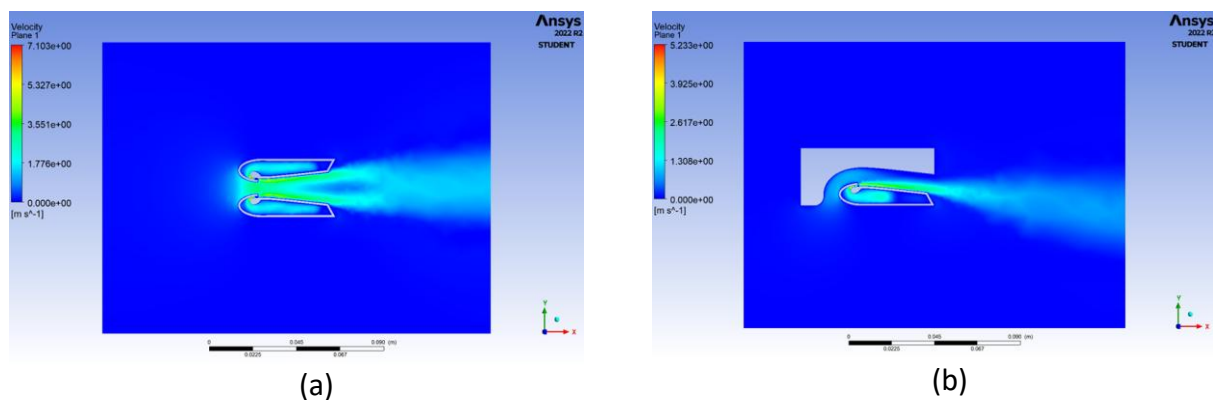 Velocity
Plane 1
7.103e+00
5.327e+00
3.551e+00
1.776e+00
0.000e+00
[m s^-1]
Ansys
2022 R2
STUDENT
Y
X
0 0.045 0.090 (m)
0.0225 0.067
(a)
Velocity
Plane 1
5.233e+00
3.925e+00
2.617e+00
1.308e+00
0.000e+00
[m s^-1]
Ansys
2022 R2
STUDENT
Y
X
0 0.045 0.090 (m)
0.0225 0.067
(b)